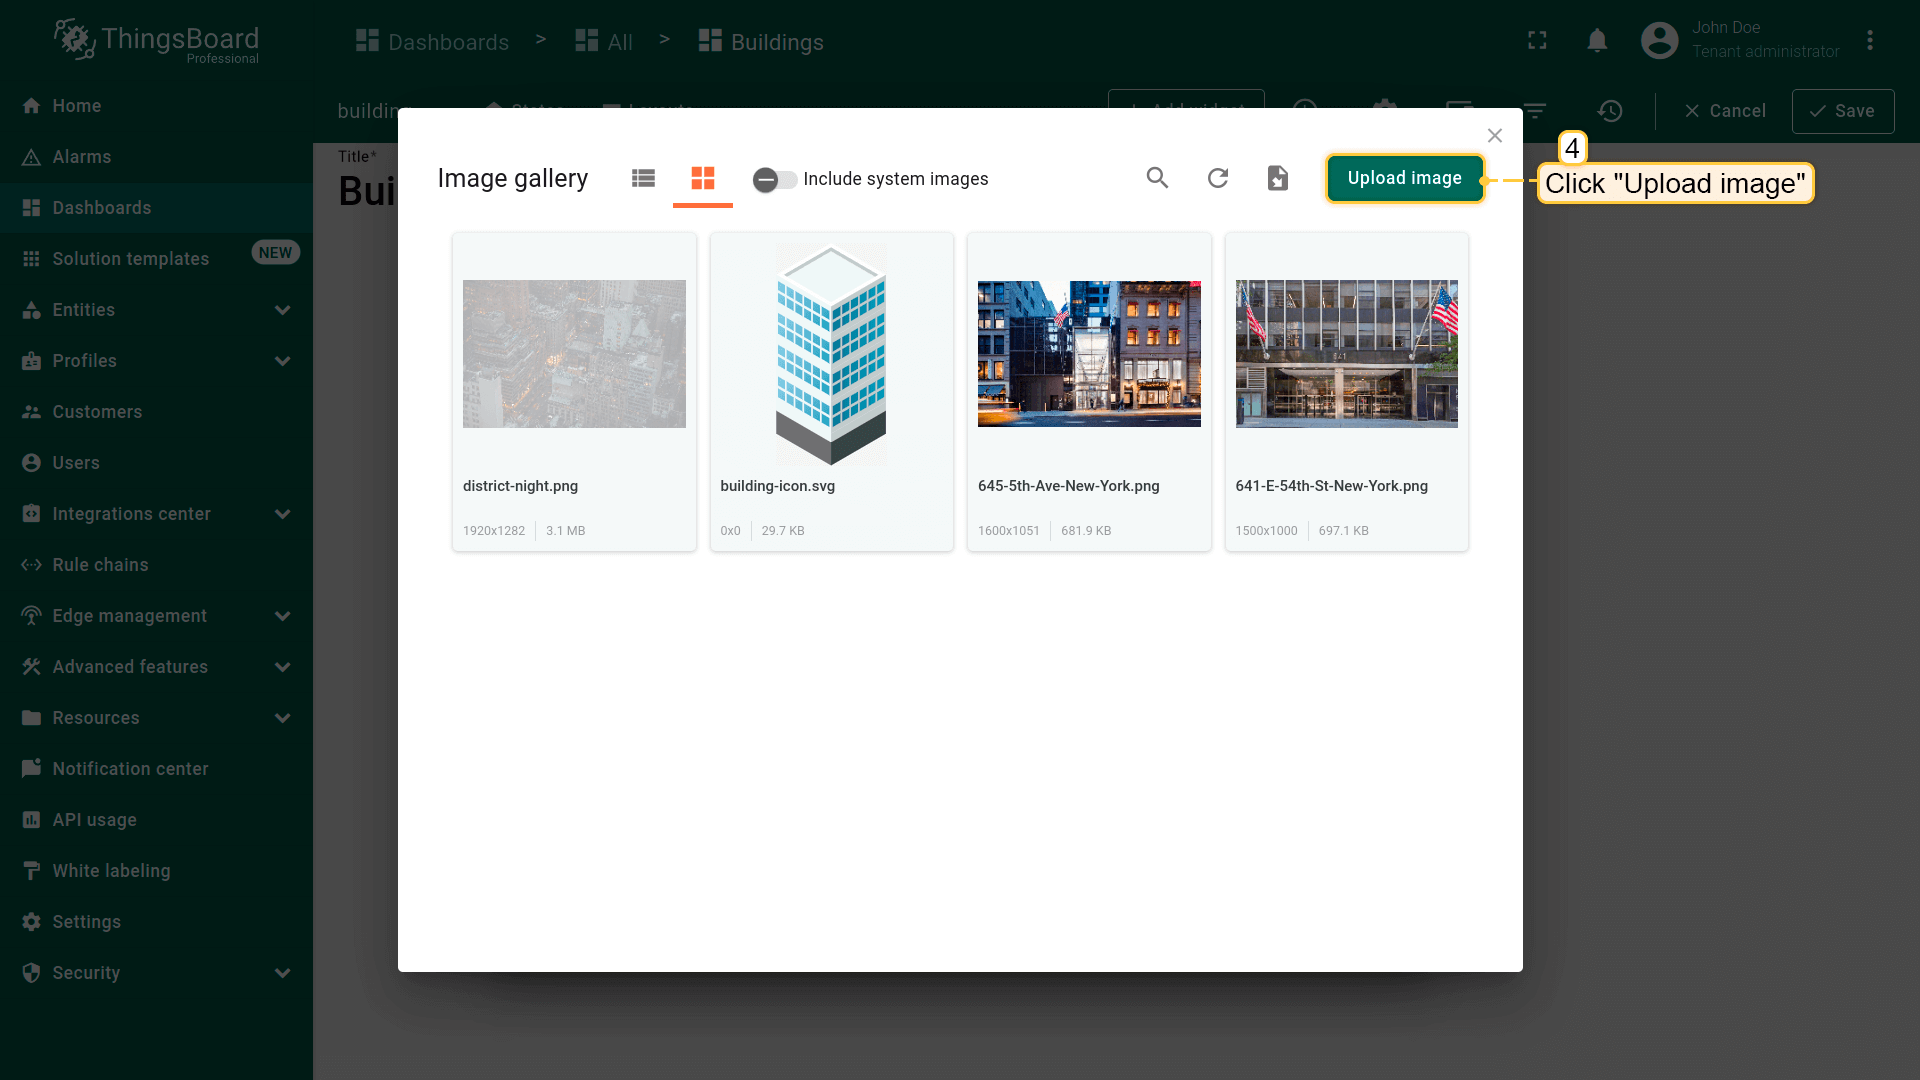 ThingsBoard
Professional
Dashboards > All > Buildings
John Doe
Tenant administrator
Home
Alarms
Dashboards
Solution templates NEW
Entities
Profiles
Customers
Users
Integrations center
Rule chains
Edge management
Advanced features
Resources
Notification center
API usage
White labeling
Settings
Security
Cancel
Save
Title*
Image gallery
Include system images
Upload image
4
Click "Upload image"
district-night.png
1920x1282 3.1 MB
building-icon.svg
0x0 29.7 KB
645-5th-Ave-New-York.png
1600x1051 681.9 KB
641-E-54th-St-New-York.png
1500x1000 697.1 KB